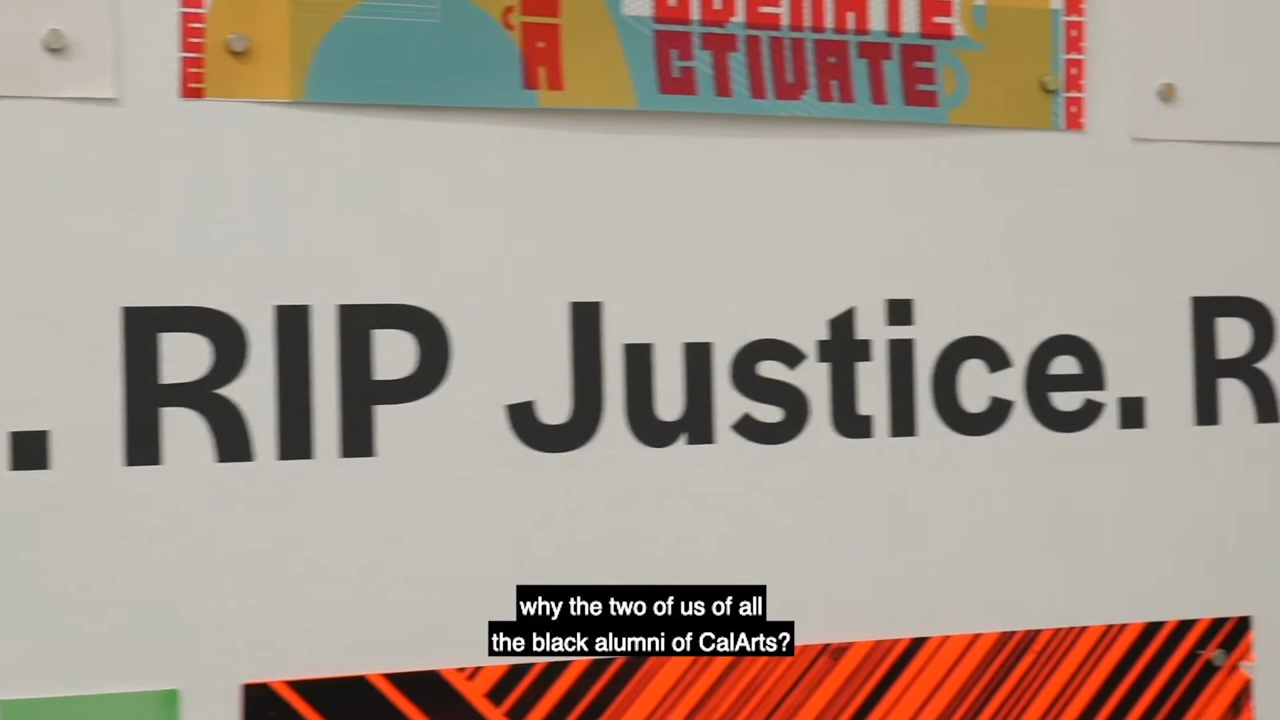 CTIVATE
. RIP Justice. R
why the two of us of all
the black alumni of CalArts?